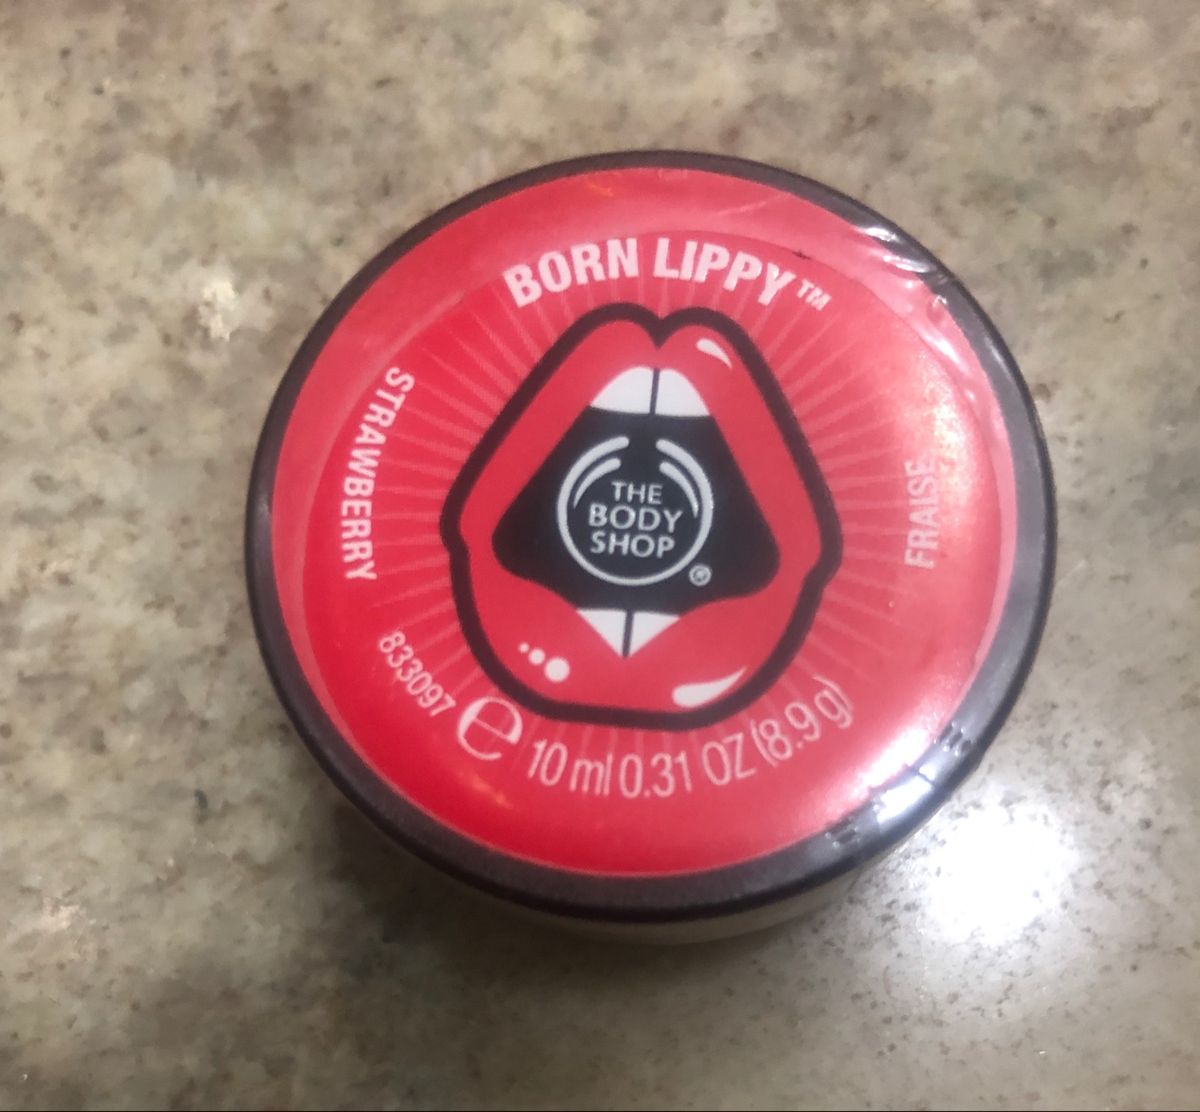 BORN LIPPY™
STRAWBERRY
THE
BODY
SHOP
®
FRAISE
833097 e 10 ml 0.31 OZ (8.9 g)